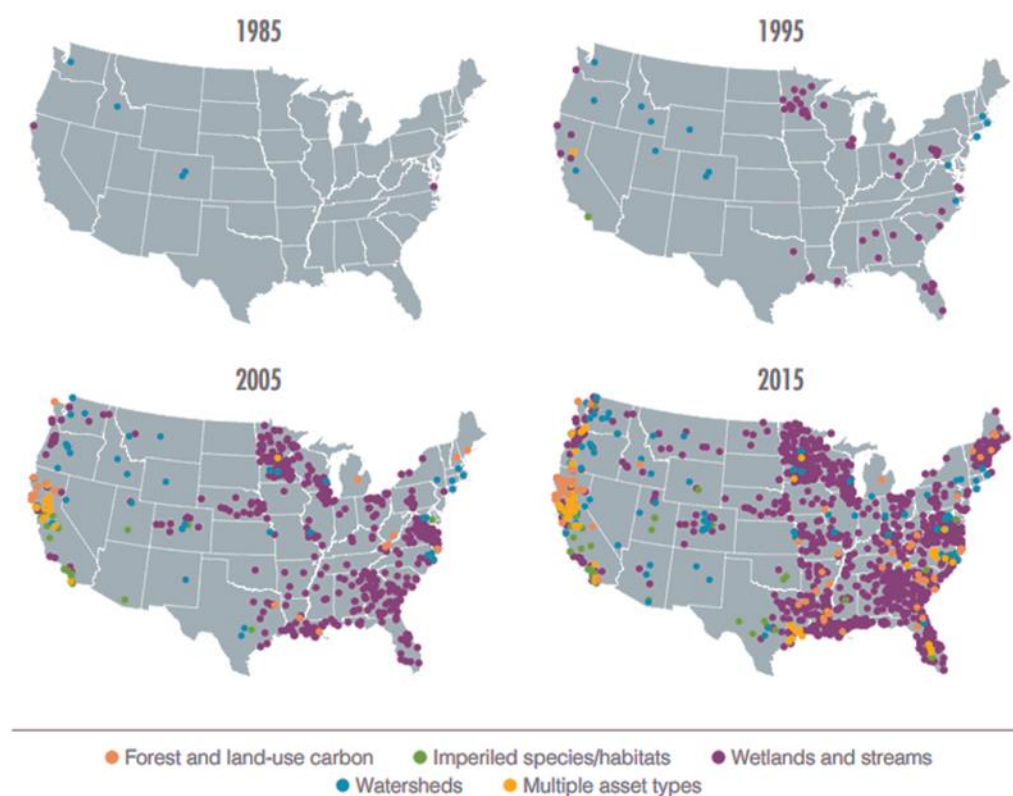 1985
1995
2005
2015
Forest and land-use carbon
Imperiled species/habitats
Wetlands and streams
Watersheds
Multiple asset types